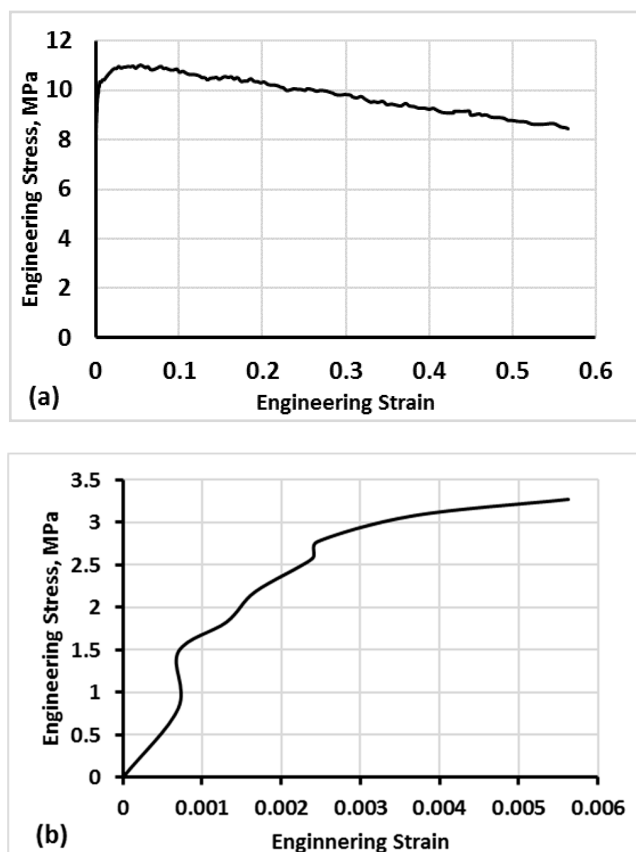 12
10
8
6
4
2
0
Engineering Stress, MPa
0 0.1 0.2 0.3 0.4 0.5 0.6
(a) Engineering Strain
3.5
3
2.5
2
1.5
1
0.5
0
Engineering Stress, MPa
0 0.001 0.002 0.003 0.004 0.005 0.006
(b) Enginnering Strain